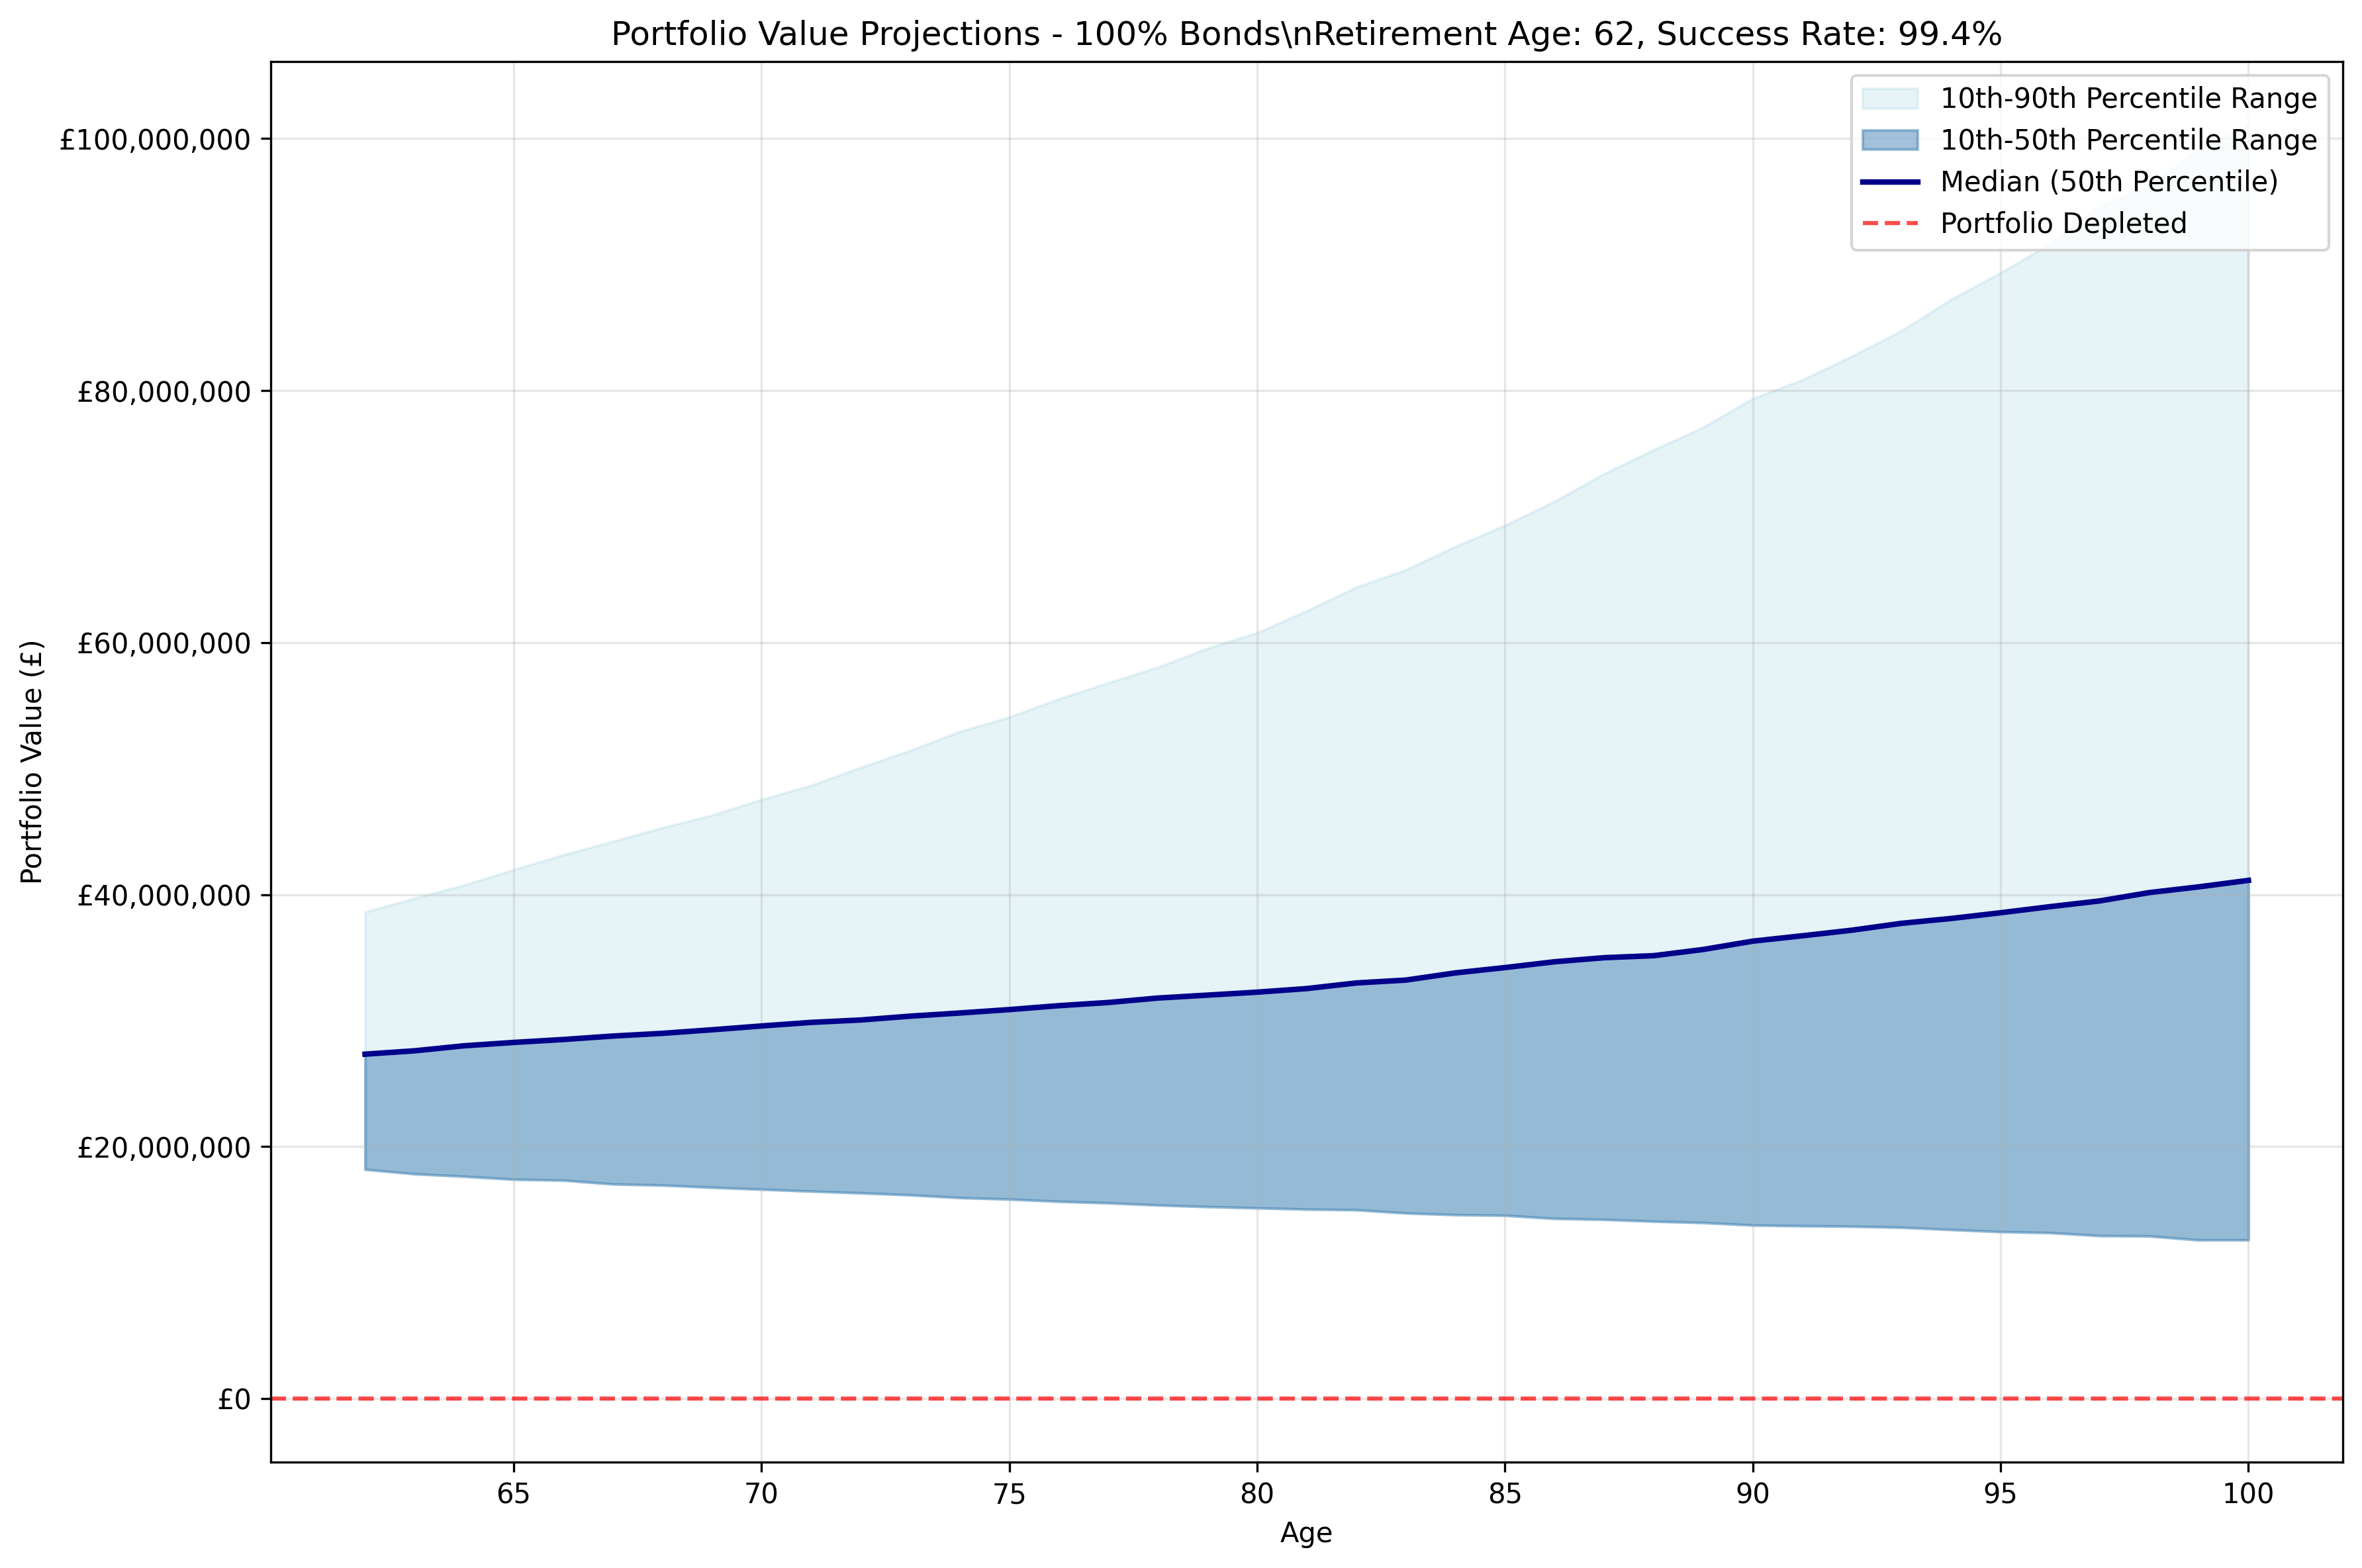 Portfolio Value Projections - 100% Bonds\nRetirement Age: 62, Success Rate: 99.4%
10th-90th Percentile Range
10th-50th Percentile Range
Median (50th Percentile)
Portfolio Depleted
Portfolio Value (£)
£100,000,000
£80,000,000
£60,000,000
£40,000,000
£20,000,000
£0
65 70 75 80 85 90 95 100
Age